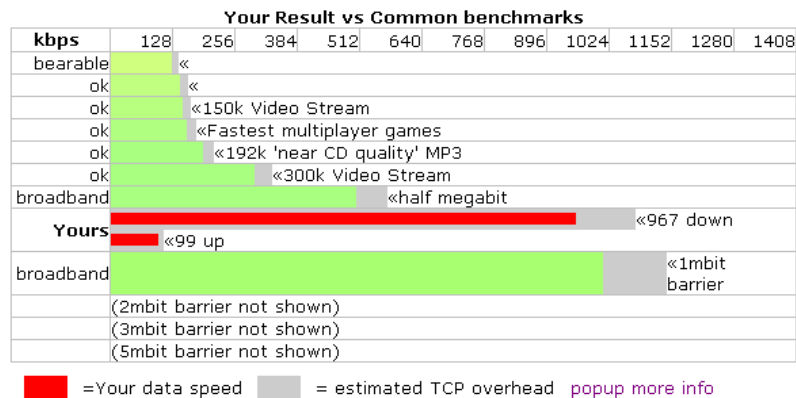 Your Result vs Common benchmarks
kbps 128 256 384 512 640 768 896 1024 1152 1280 1408
bearable «
ok «
ok «150k Video Stream
ok «Fastest multiplayer games
ok «192k 'near CD quality' MP3
ok «300k Video Stream
broadband «half megabit
Yours «967 down
«99 up
broadband «1mbit
barrier
(2mbit barrier not shown)
(3mbit barrier not shown)
(5mbit barrier not shown)
=Your data speed = estimated TCP overhead popup more info